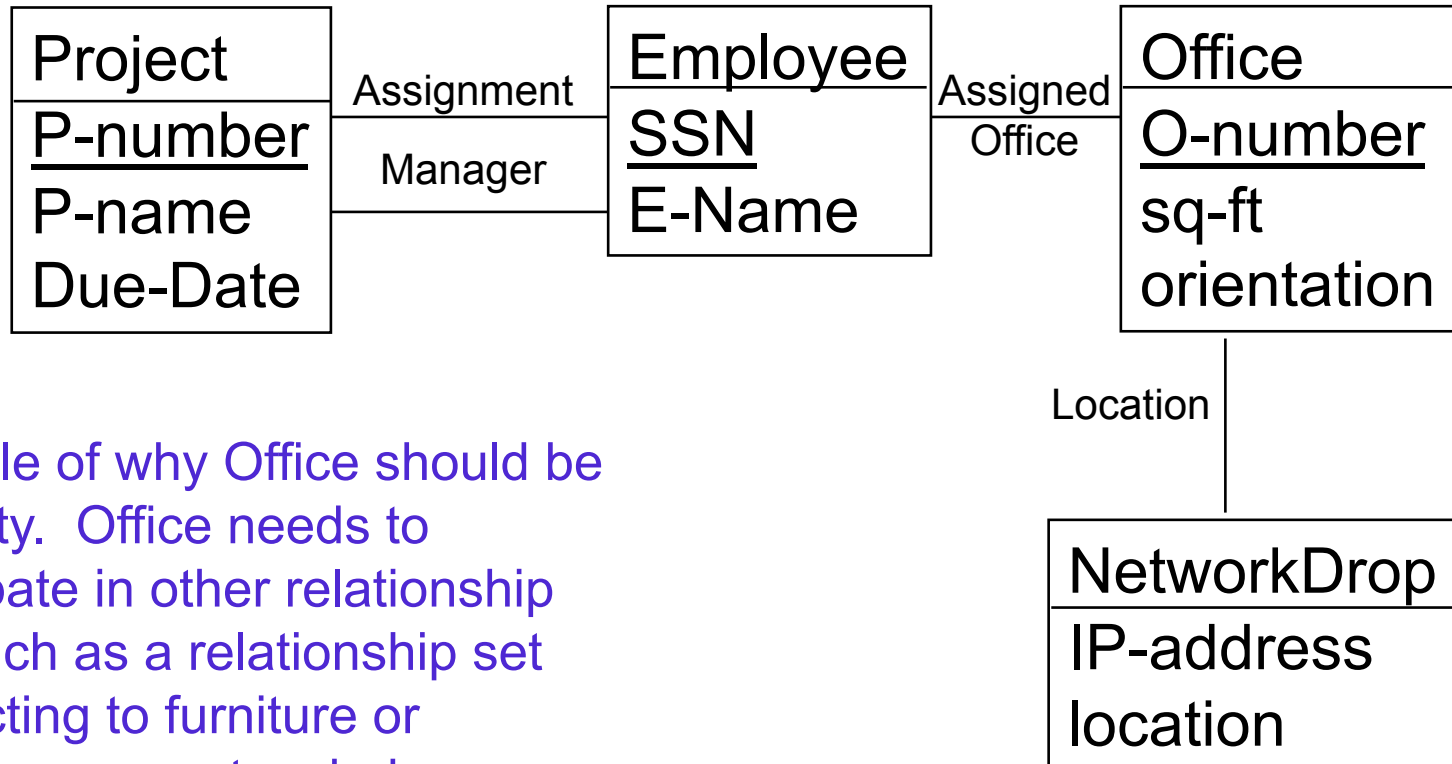 Project
P-number
P-name
Due-Date
Assignment
Manager
Employee
SSN
E-Name
Assigned
Office
Office
O-number
sq-ft
orientation
Location
NetworkDrop
IP-address
location
le of why Office should be
ty. Office needs to
pate in other relationship
ch as a relationship set
cting to furniture or